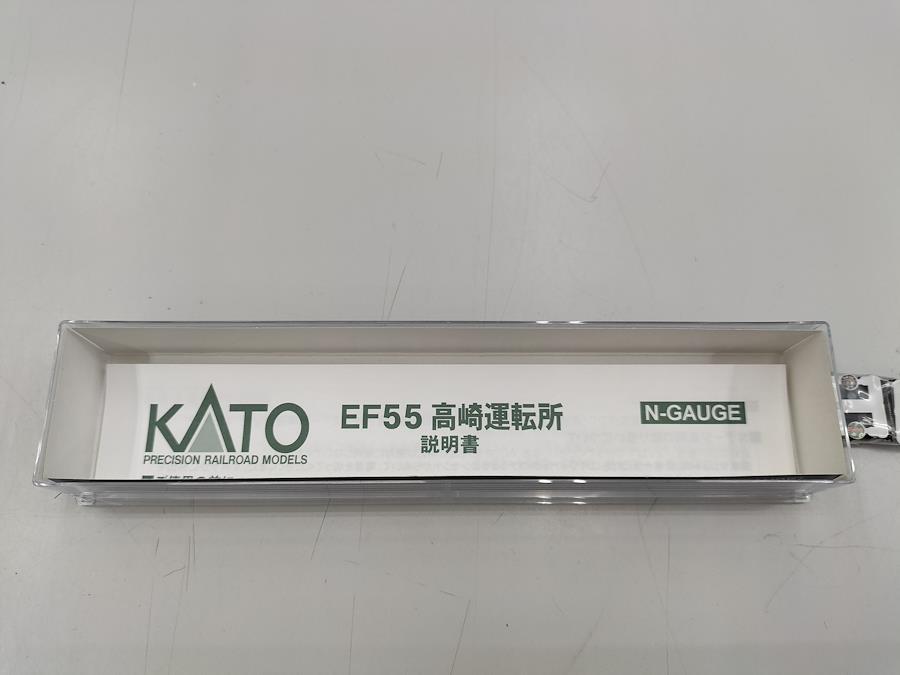 KATO
PRECISION RAILROAD MODELS
EF55 高崎運転所
説明書
N-GAUGE